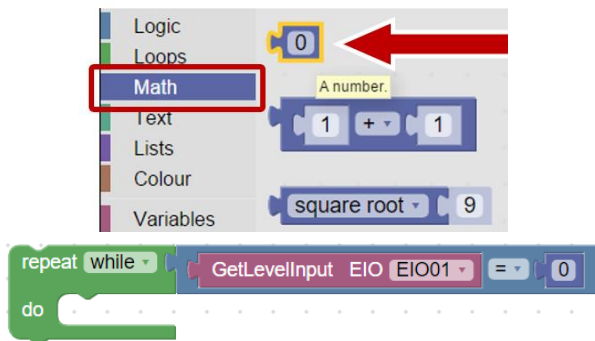 Logic
Loops
Math
Text
Lists
Colour
Variables
0
A number.
1 + 1
square root 9
repeat while GetLevelInput EIO EIO01 = 0
do